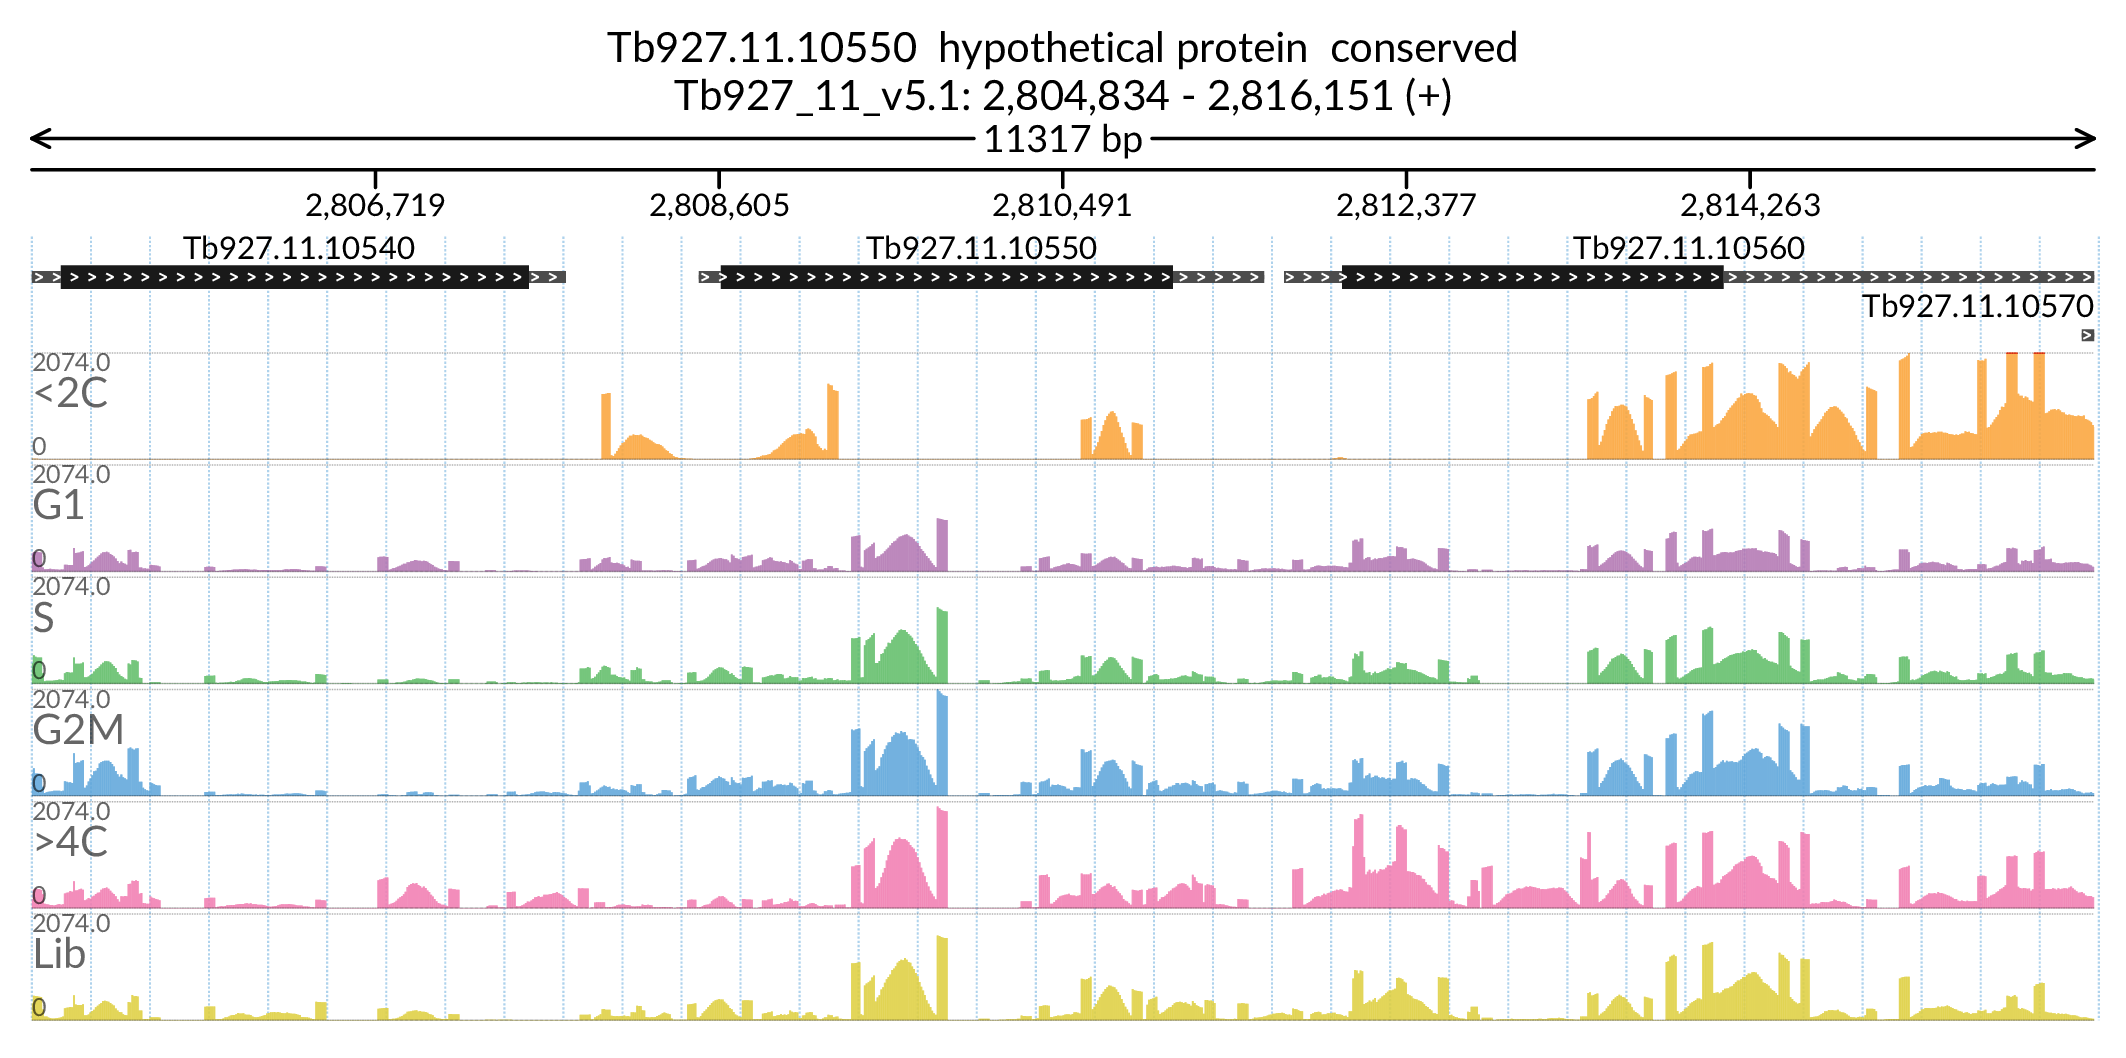 Tb927.11.10550  hypothetical protein  conserved
Tb927_11_v5.1: 2,804,834 - 2,816,151 (+)
11317 bp
2,806,719 2,808,605 2,810,491 2,812,377 2,814,263
Tb927.11.10540 Tb927.11.10550 Tb927.11.10560
Tb927.11.10570
2074.0
<2C
0
2074.0
G1
0
2074.0
S
0
2074.0
G2M
0
2074.0
>4C
0
2074.0
Lib
0